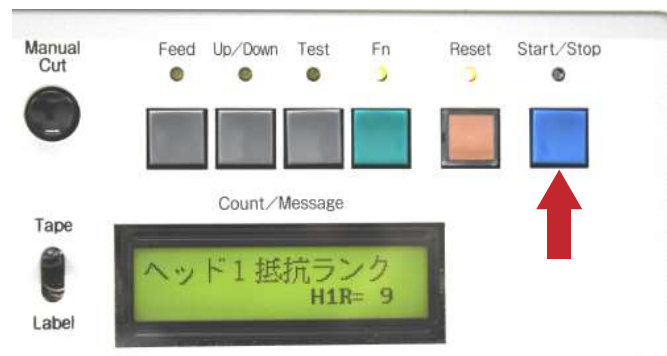 Manual
Cut
Feed
Up/Down
Test
Fn
Reset
Start/Stop
Count/Message
Tape
Label
ヘッド1抵抗ランク
H1R= 9